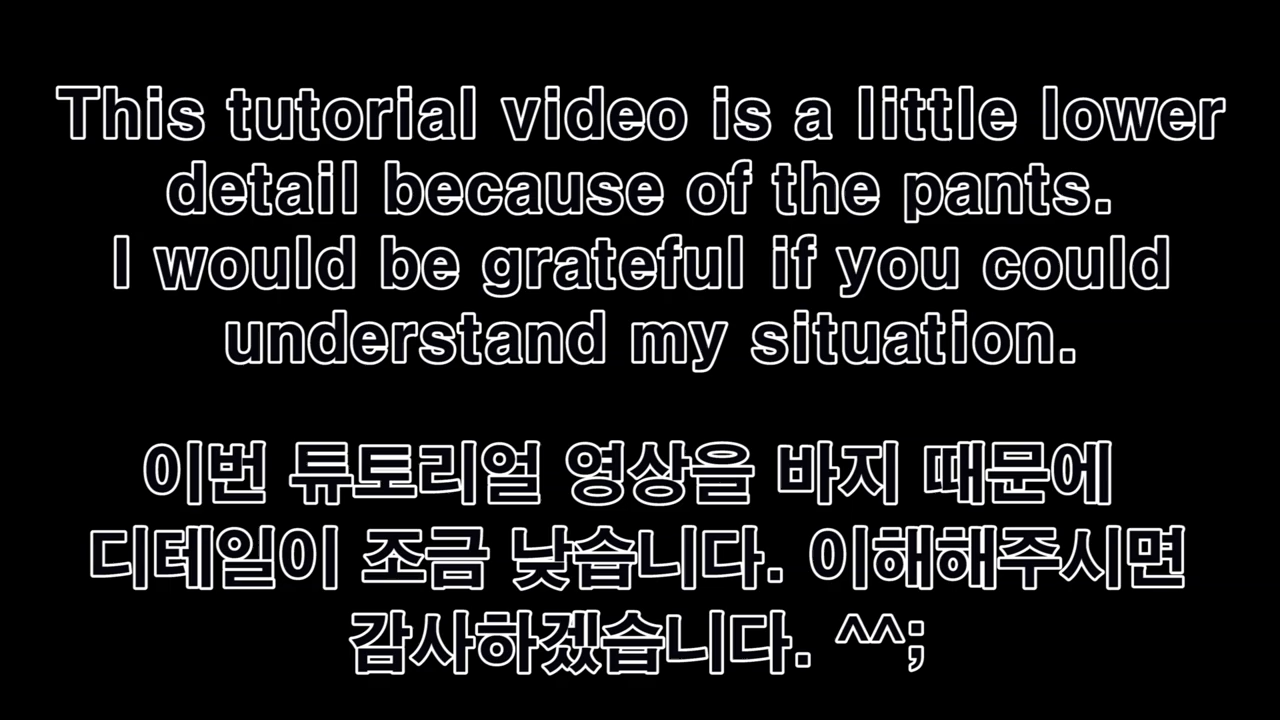 This tutorial video is a little lower
detail because of the pants.
I would be grateful if you could
understand my situation.
이번 튜토리얼 영상을 바지 때문에
디테일이 조금 낮습니다. 이해해주시면
감사하겠습니다. ^^;